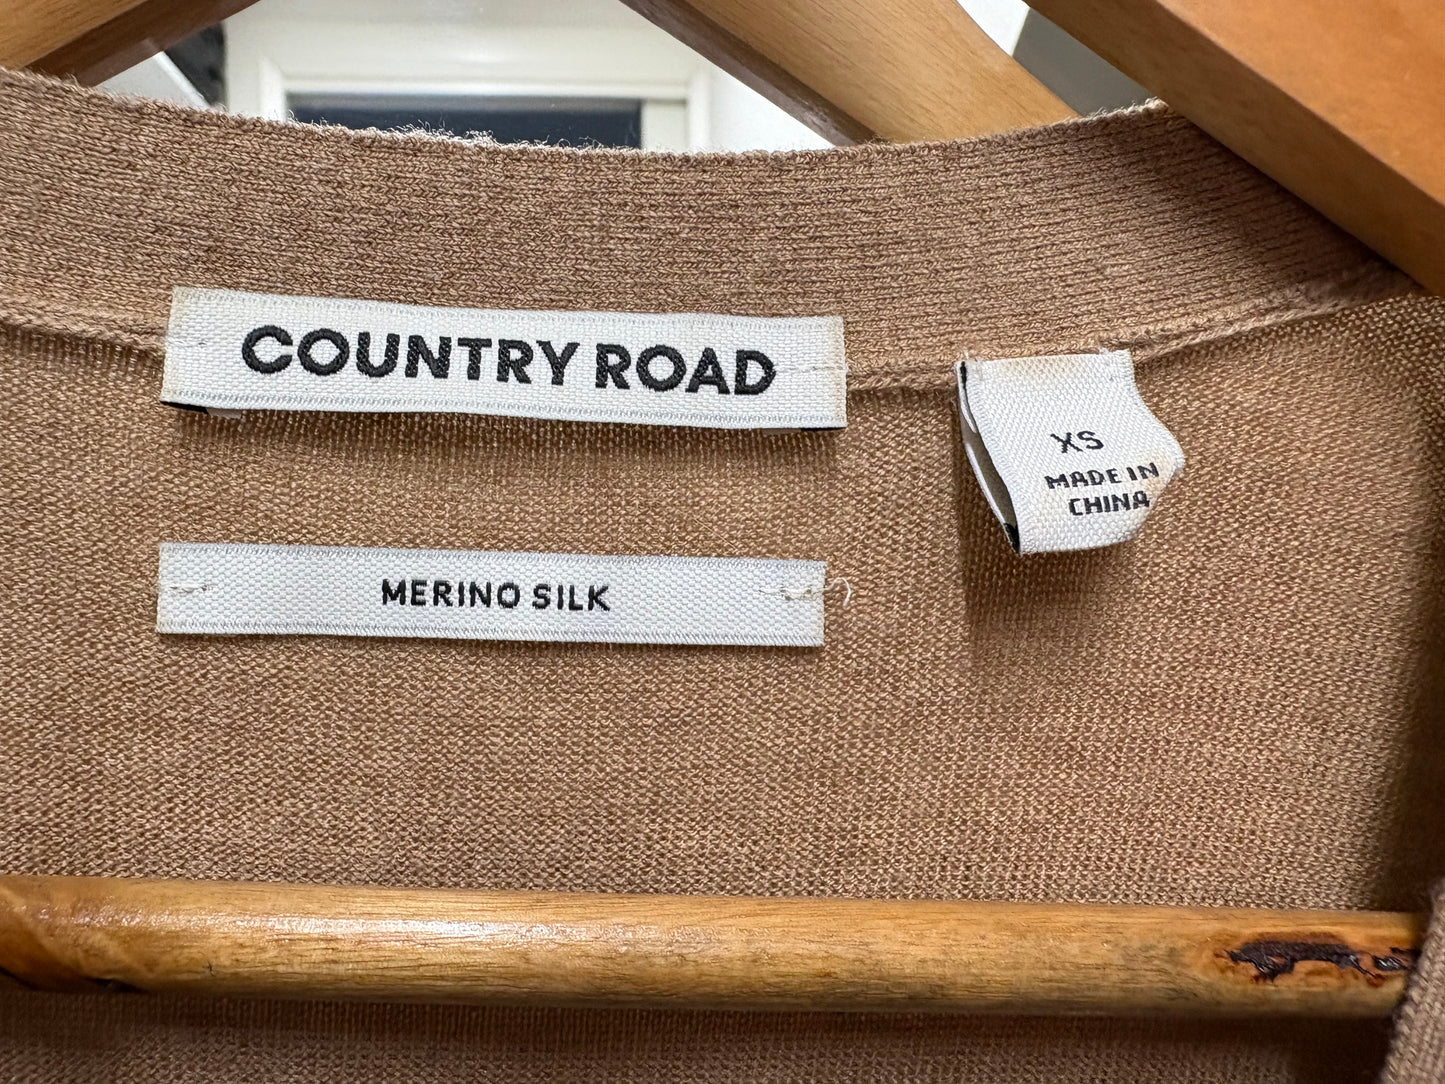 COUNTRY ROAD
XS
MADE IN
CHINA
MERINO SILK